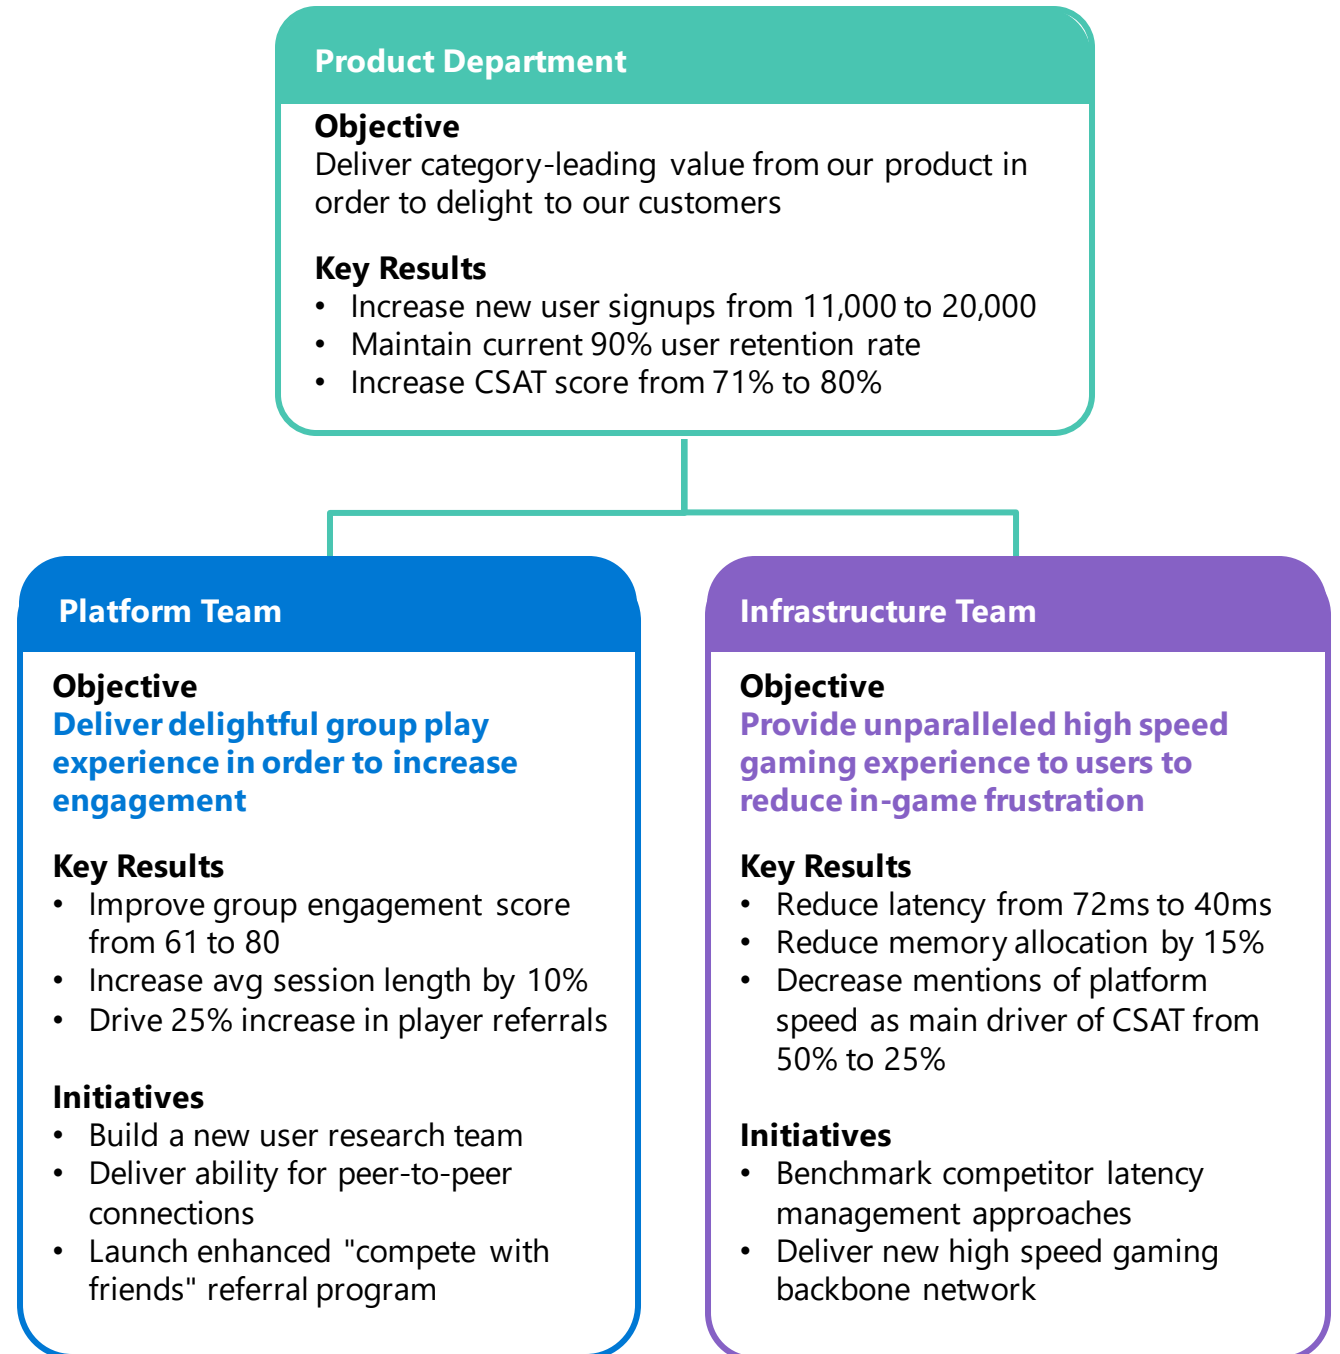 Product Department
Objective
Deliver category-leading value from our product in
order to delight to our customers
Key Results
• Increase new user signups from 11,000 to 20,000
• Maintain current 90% user retention rate
• Increase CSAT score from 71% to 80%
Platform Team
Objective
Deliver delightful group play
experience in order to increase
engagement
Key Results
• Improve group engagement score
from 61 to 80
• Increase avg session length by 10%
• Drive 25% increase in player referrals
Initiatives
• Build a new user research team
• Deliver ability for peer-to-peer
connections
• Launch enhanced "compete with
friends" referral program
Infrastructure Team
Objective
Provide unparalleled high speed
gaming experience to users to
reduce in-game frustration
Key Results
• Reduce latency from 72ms to 40ms
• Reduce memory allocation by 15%
• Decrease mentions of platform
speed as main driver of CSAT from
50% to 25%
Initiatives
• Benchmark competitor latency
management approaches
• Deliver new high speed gaming
backbone network